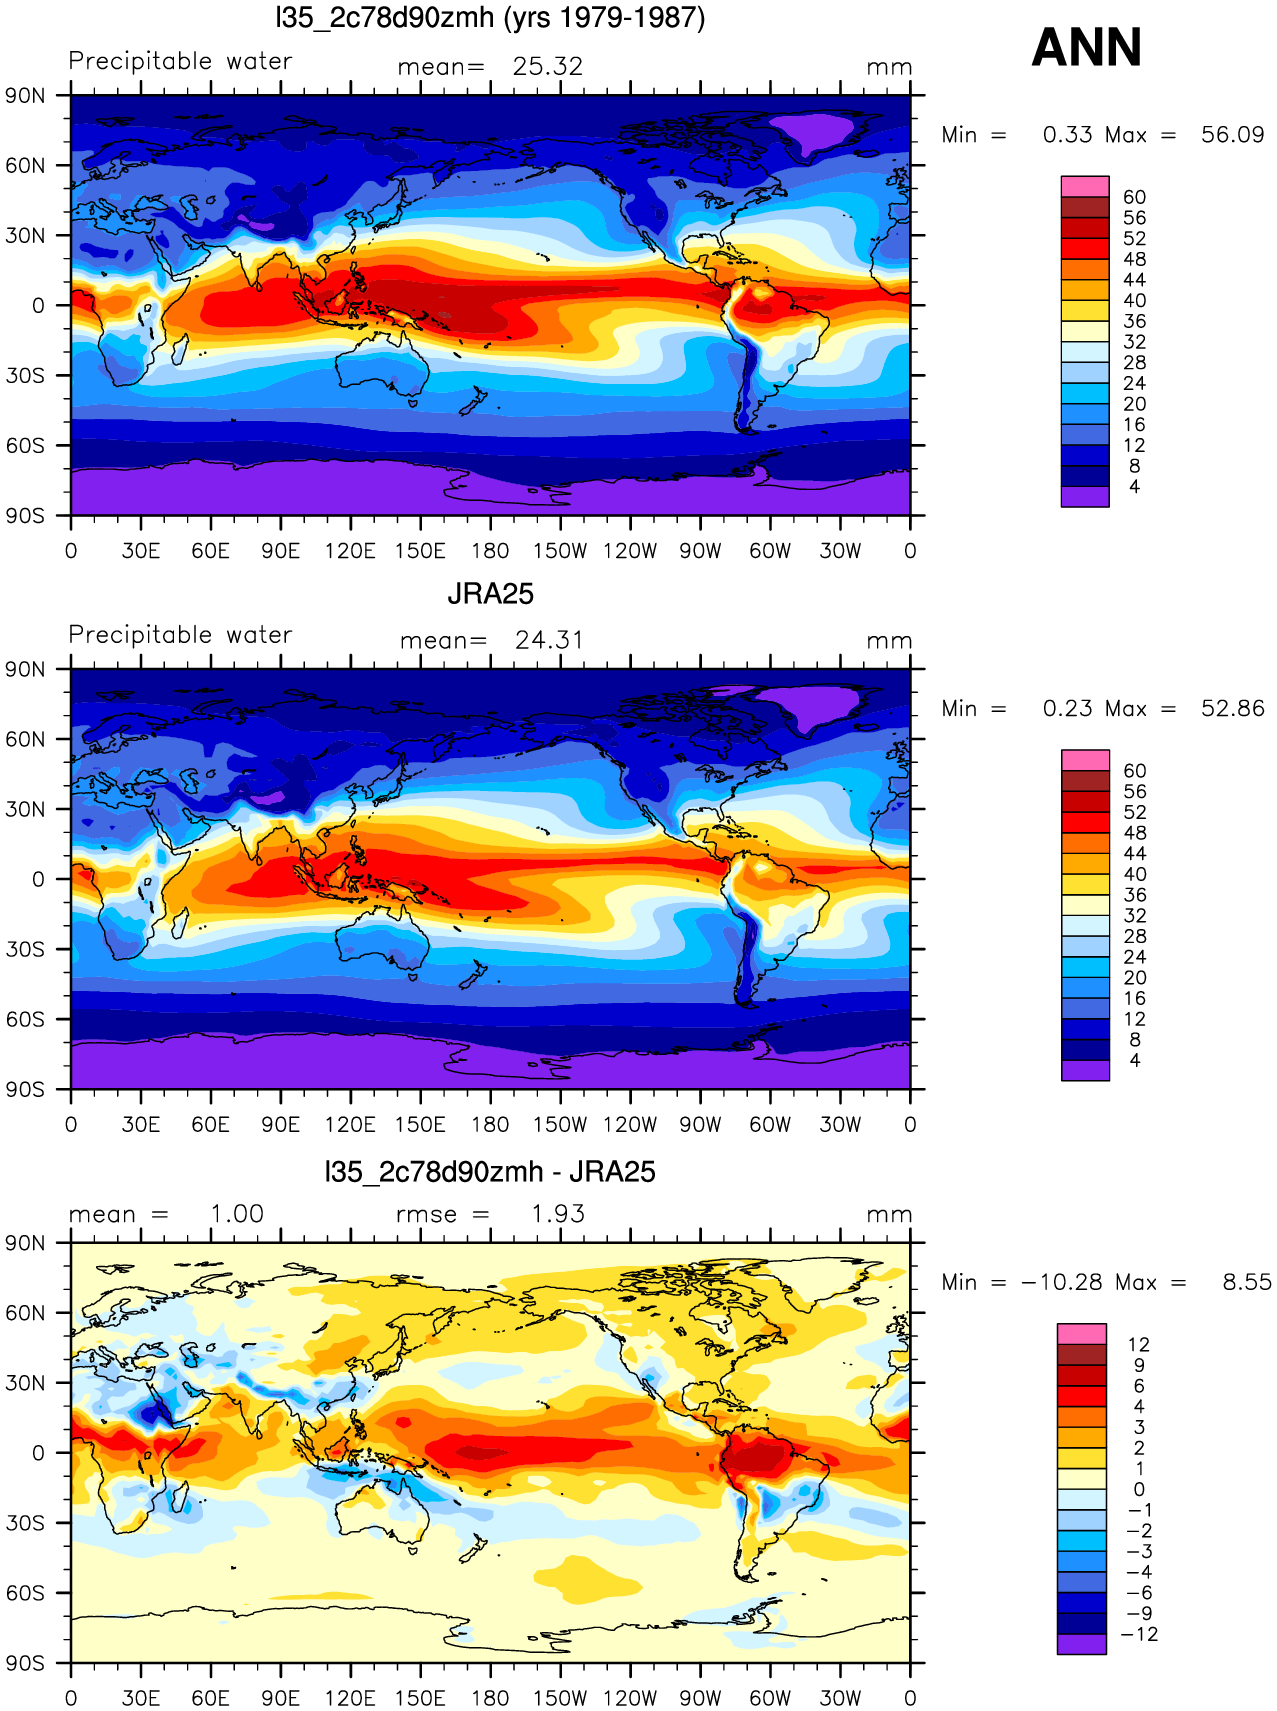 l35_2c78d90zmh (yrs 1979-1987)
ANN
Precipitable water mean= 25.32 mm
Min = 0.33 Max = 56.09
90N
60N
30N
0
30S
60S
90S
0 30E 60E 90E 120E 150E 180 150W 120W 90W 60W 30W 0
60
56
52
48
44
40
36
32
28
24
20
16
12
8
4
JRA25
Precipitable water mean= 24.31 mm
Min = 0.23 Max = 52.86
90N
60N
30N
0
30S
60S
90S
0 30E 60E 90E 120E 150E 180 150W 120W 90W 60W 30W 0
60
56
52
48
44
40
36
32
28
24
20
16
12
8
4
l35_2c78d90zmh - JRA25
mean = 1.00 rmse = 1.93 mm
Min = −10.28 Max = 8.55
90N
60N
30N
0
30S
60S
90S
0 30E 60E 90E 120E 150E 180 150W 120W 90W 60W 30W 0
12
9
6
4
3
2
1
0
−1
−2
−3
−4
−6
−9
−12